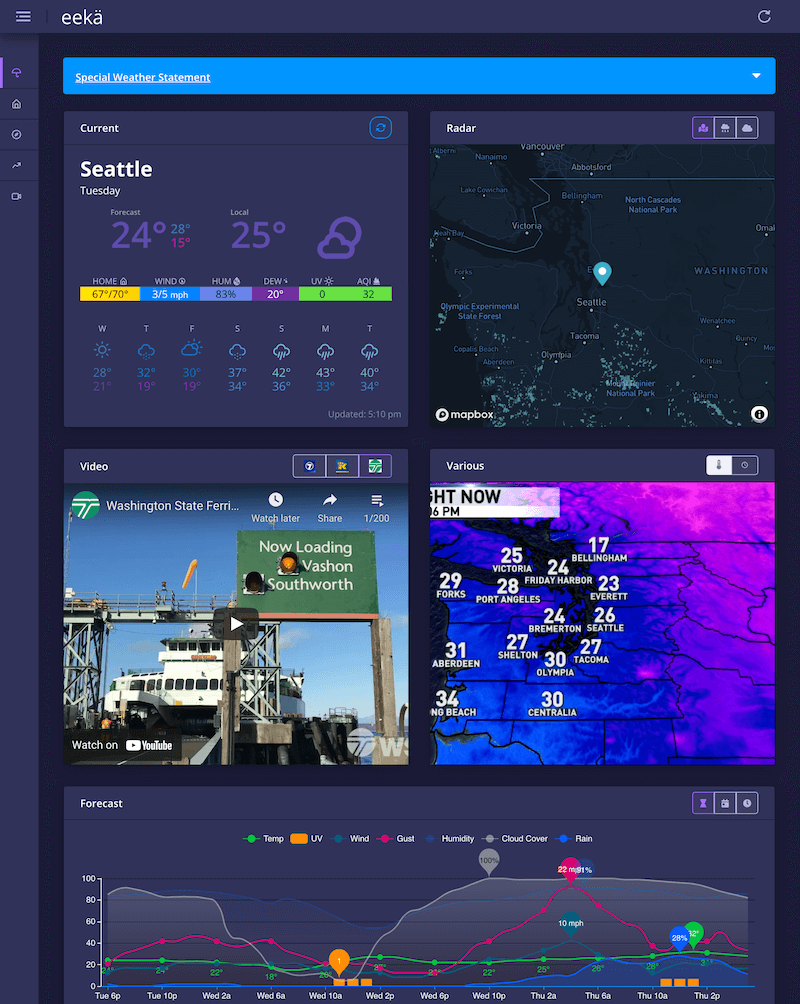 eekä
Special Weather Statement
Current
Seattle
Tuesday
Forecast
24° 28° 15°
Local
25°
HOME WIND HUM DEW UV AQI
67°/70° 3/5 mph 83% 20° 0 32
W T F S S M T
28° 32° 30° 37° 42° 43° 40°
21° 19° 19° 34° 36° 33° 34°
Updated: 5:10 pm
Radar
Vancouver
Alberni
Nanaimo
Abbotsford
Lake Cowichan
Bellingham
North Cascades
National Park
Victoria
Neah Bay
Omak
Forks
WASHINGTON
Seattle
Olympic Experimental
State Forest
Wenatchee
Tacoma
Quincy
Copalis Beach
Olympia
Aberdeen
Kittitas
Mount Rainier
National Park
Yakima
mapbox
Video
Washington State Ferri...
Watch later
Share
1/200
Now Loading
Vashon
Southworth
Watch on YouTube
Various
GHT NOW
06 PM
17
BELLINGHAM
25
VICTORIA
24
FRIDAY HARBOR
29
FORKS
28
PORT ANGELES
23
EVERETT
24
BREMERTON
26
SEATTLE
27
SHELTON
27
TACOMA
31
ABERDEEN
30
OLYMPIA
34
NG BEACH
30
CENTRALIA
Forecast
Temp UV Wind Gust Humidity Cloud Cover Rain
100%
22 mph
91%
100
80
60
40
20
0
10 mph
28%
32°
1
22° 18° 22° 25° 26°
Tue 6p Tue 10p Wed 2a Wed 6a Wed 10a Wed 2p Wed 6p Wed 10p Thu 2a Thu 6a Thu 10a Thu 2p